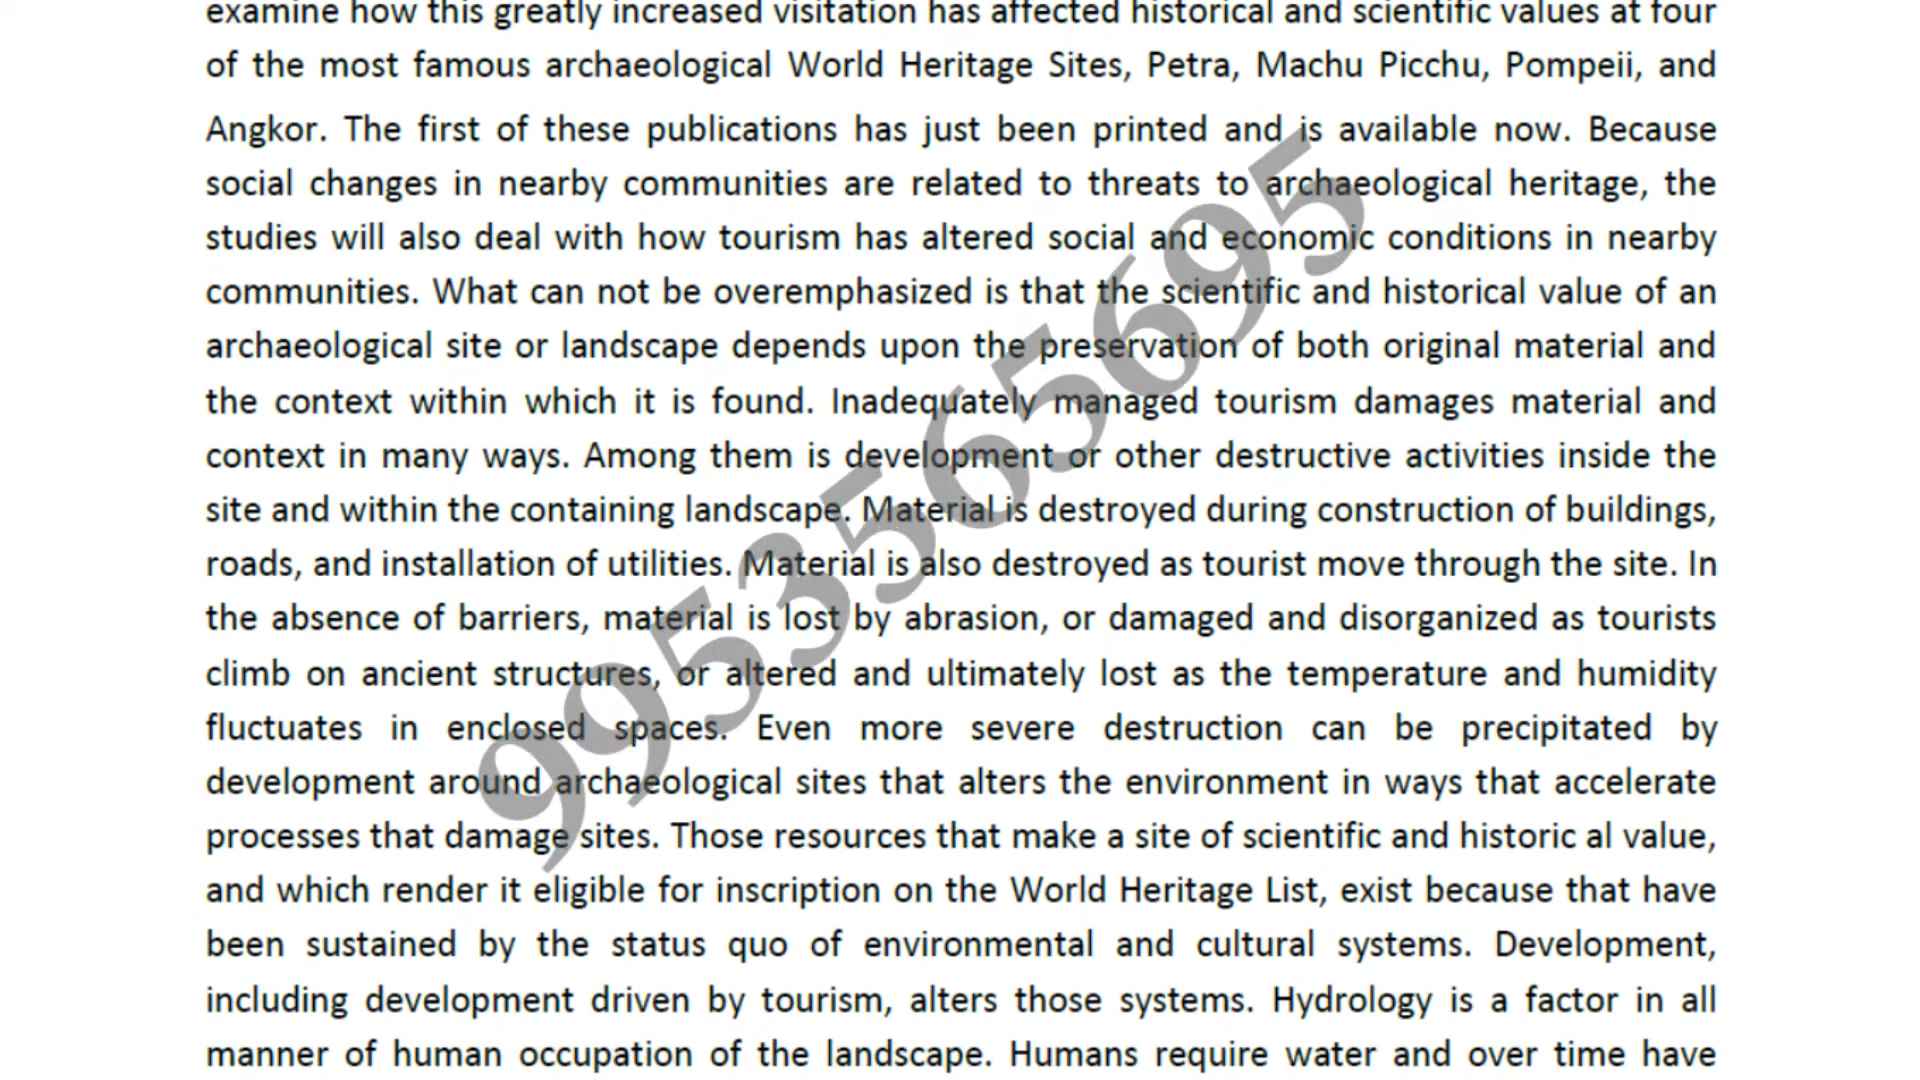 examine how this greatly increased visitation has affected historical and scientific values at four
of the most famous archaeological World Heritage Sites, Petra, Machu Picchu, Pompeii, and
Angkor. The first of these publications has just been printed and is available now. Because
social changes in nearby communities are related to threats to archaeological heritage, the
studies will also deal with how tourism has altered social and economic conditions in nearby
communities. What can not be overemphasized is that the scientific and historical value of an
archaeological site or landscape depends upon the preservation of both original material and
the context within which it is found. Inadequately managed tourism damages material and
context in many ways. Among them is development or other destructive activities inside the
site and within the containing landscape. Material is destroyed during construction of buildings,
roads, and installation of utilities. Material is also destroyed as tourist move through the site. In
the absence of barriers, material is lost by abrasion, or damaged and disorganized as tourists
climb on ancient structures, or altered and ultimately lost as the temperature and humidity
fluctuates in enclosed spaces. Even more severe destruction can be precipitated by
development around archaeological sites that alters the environment in ways that accelerate
processes that damage sites. Those resources that make a site of scientific and historic al value,
and which render it eligible for inscription on the World Heritage List, exist because that have
been sustained by the status quo of environmental and cultural systems. Development,
including development driven by tourism, alters those systems. Hydrology is a factor in all
manner of human occupation of the landscape. Humans require water and over time have
9953565695